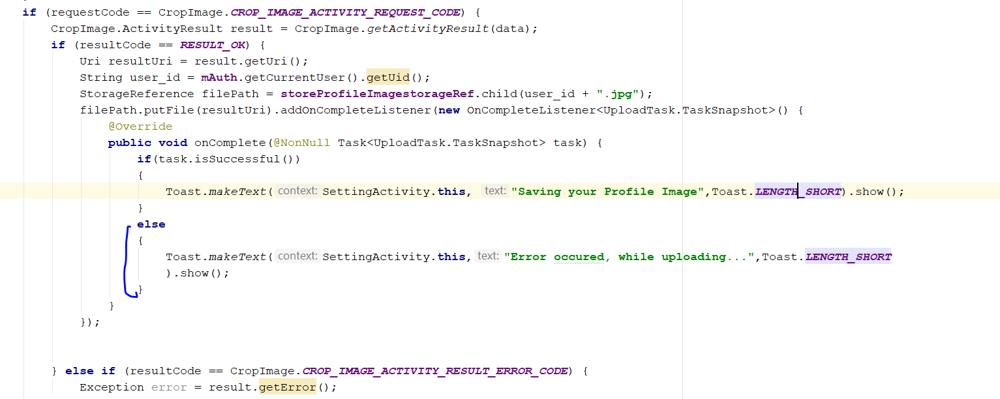 if (requestCode == CropImage.CROP_IMAGE_ACTIVITY_REQUEST_CODE) {
CropImage.ActivityResult result = CropImage.getActivityResult(data);
if (resultCode == RESULT_OK) {
Uri resultUri = result.getUri();
String user_id = mAuth.getCurrentUser().getUid();
StorageReference filePath = storeProfileImagestorageRef.child(user_id + ".jpg");
filePath.putFile(resultUri).addOnCompleteListener(new OnCompleteListener<UploadTask.TaskSnapshot>() {
@Override
public void onComplete(@NonNull Task<UploadTask.TaskSnapshot> task) {
if(task.isSuccessful())
{
Toast.makeText( context: SettingActivity.this, text: "Saving your Profile Image",Toast.LENGTH_SHORT).show();
}
else
{
Toast.makeText( context: SettingActivity.this, text: "Error occured, while uploading...",Toast.LENGTH_SHORT
).show();
}
}
});
} else if (resultCode == CropImage.CROP_IMAGE_ACTIVITY_RESULT_ERROR_CODE) {
Exception error = result.getError();